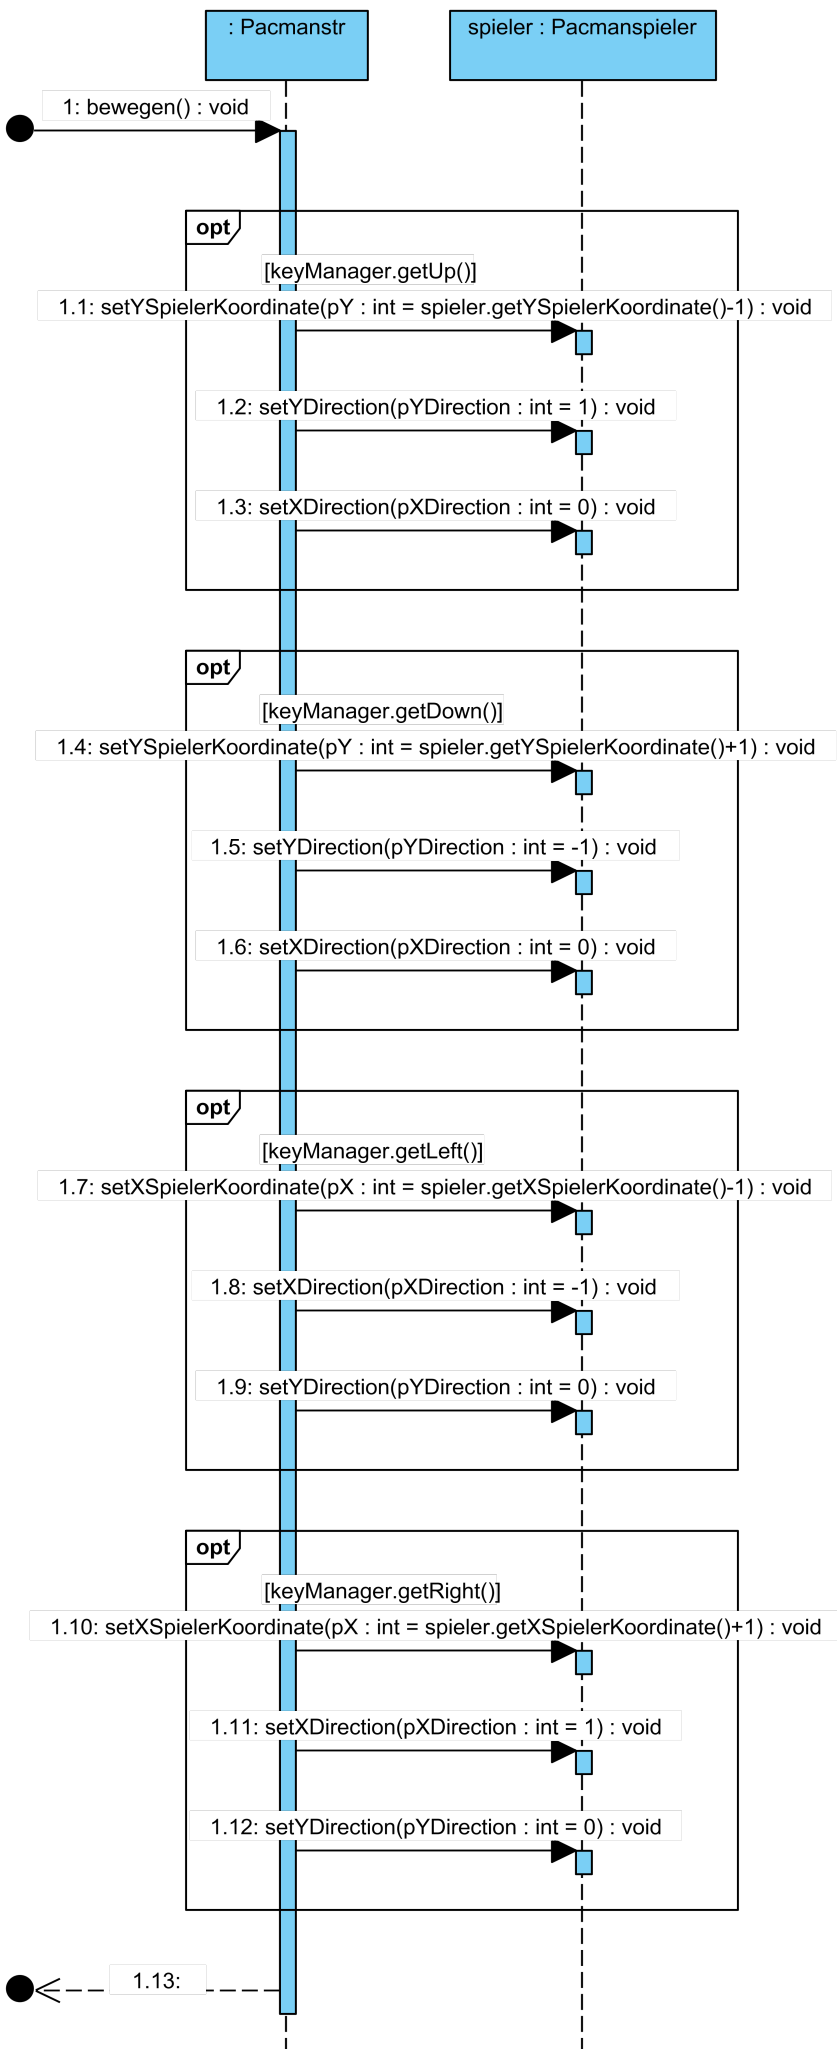 : Pacmanstr
spieler : Pacmanspieler
1: bewegen() : void
opt
[keyManager.getUp()]
1.1: setYSpielerKoordinate(pY : int = spieler.getYSpielerKoordinate()-1) : void
1.2: setYDirection(pYDirection : int = 1) : void
1.3: setXDirection(pXDirection : int = 0) : void
opt
[keyManager.getDown()]
1.4: setYSpielerKoordinate(pY : int = spieler.getYSpielerKoordinate()+1) : void
1.5: setYDirection(pYDirection : int = -1) : void
1.6: setXDirection(pXDirection : int = 0) : void
opt
[keyManager.getLeft()]
1.7: setXSpielerKoordinate(pX : int = spieler.getXSpielerKoordinate()-1) : void
1.8: setXDirection(pXDirection : int = -1) : void
1.9: setYDirection(pYDirection : int = 0) : void
opt
[keyManager.getRight()]
1.10: setXSpielerKoordinate(pX : int = spieler.getXSpielerKoordinate()+1) : void
1.11: setXDirection(pXDirection : int = 1) : void
1.12: setYDirection(pYDirection : int = 0) : void
1.13: